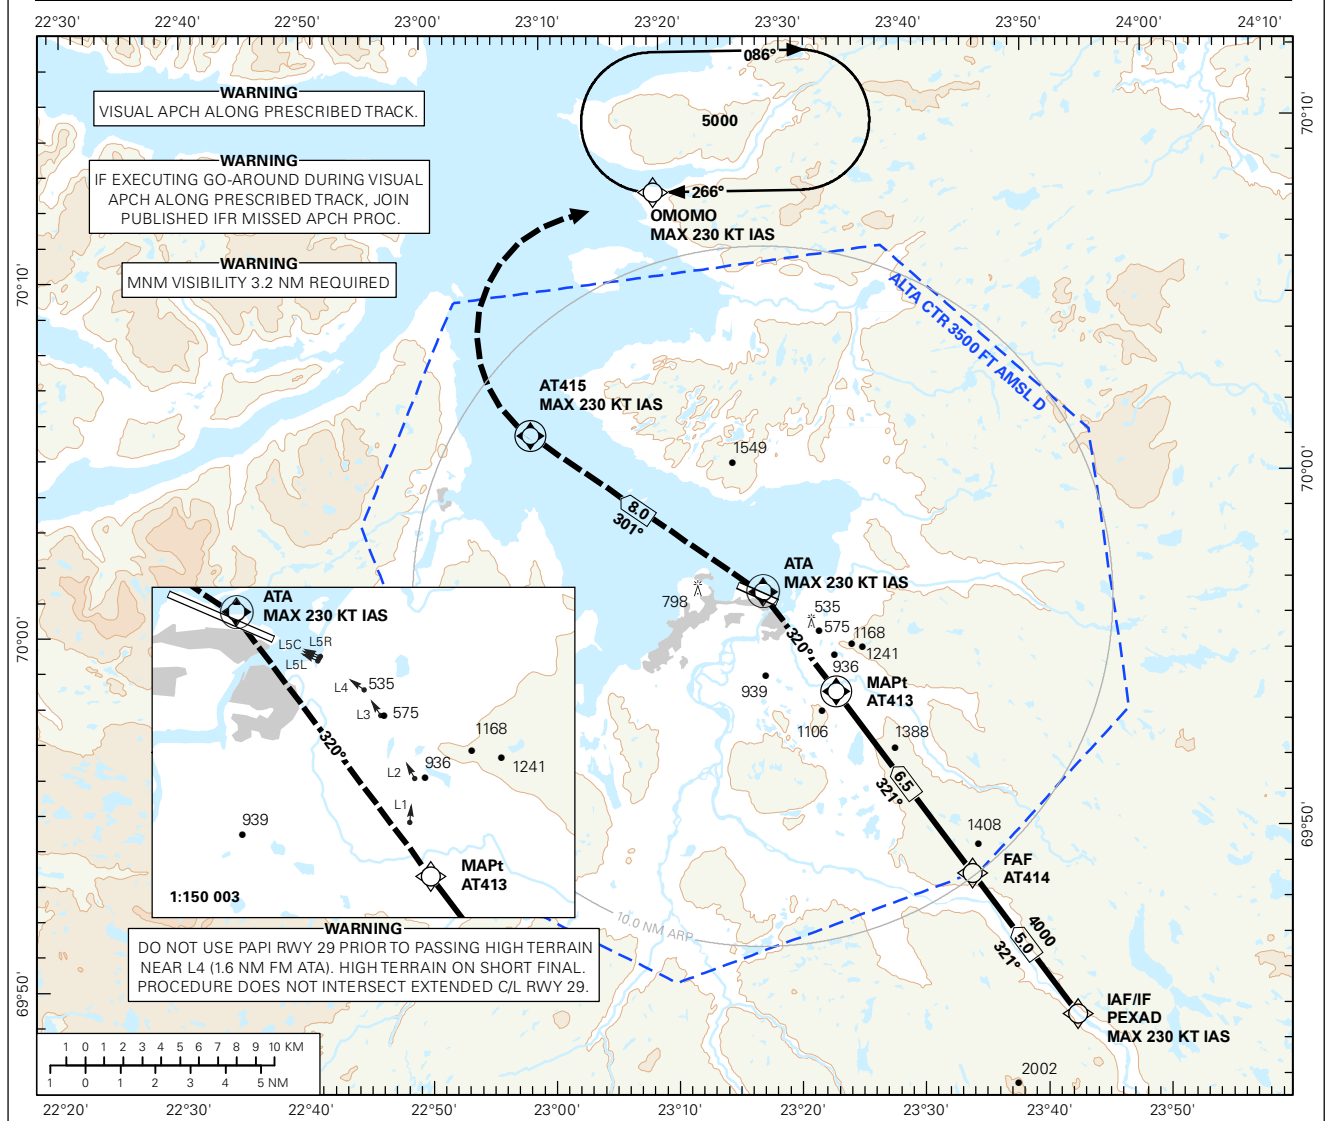 22°30' 22°40' 22°50' 23°00' 23°10' 23°20' 23°30' 23°40' 23°50' 24°00' 24°10'
086°
WARNING
VISUAL APCH ALONG PRESCRIBED TRACK.
5000
70°10'
WARNING
IF EXECUTING GO-AROUND DURING VISUAL
APCH ALONG PRESCRIBED TRACK, JOIN
PUBLISHED IFR MISSED APCH PROC.
266°
OMOMO
MAX 230 KT IAS
WARNING
MNM VISIBILITY 3.2 NM REQUIRED
70°10'
ALTA CTR 3500 FT AMSL D
AT415
MAX 230 KT IAS
1549
70°00'
8.0
301°
ATA
MAX 230 KT IAS
798
535
575
1168
1241
936
320°
939
MAPt
AT413
1106
1388
70°00'
6.5
321°
1408
69°50'
FAF
AT414
10.0 NM ARP
4000
5.0
321°
IAF/IF
PEXAD
MAX 230 KT IAS
2002
ATA
MAX 230 KT IAS
L5C L5R
L5L
L4 535
L3 575
320°
1168
1241
L2 936
L1
939
MAPt
AT413
1:150 003
WARNING
DO NOT USE PAPI RWY 29 PRIOR TO PASSING HIGH TERRAIN
NEAR L4 (1.6 NM FM ATA). HIGH TERRAIN ON SHORT FINAL.
PROCEDURE DOES NOT INTERSECT EXTENDED C/L RWY 29.
69°50'
1 0 1 2 3 4 5 6 7 8 9 10 KM
1 0 1 2 3 4 5 NM
22°20' 22°30' 22°40' 22°50' 23°00' 23°10' 23°20' 23°30' 23°40' 23°50'